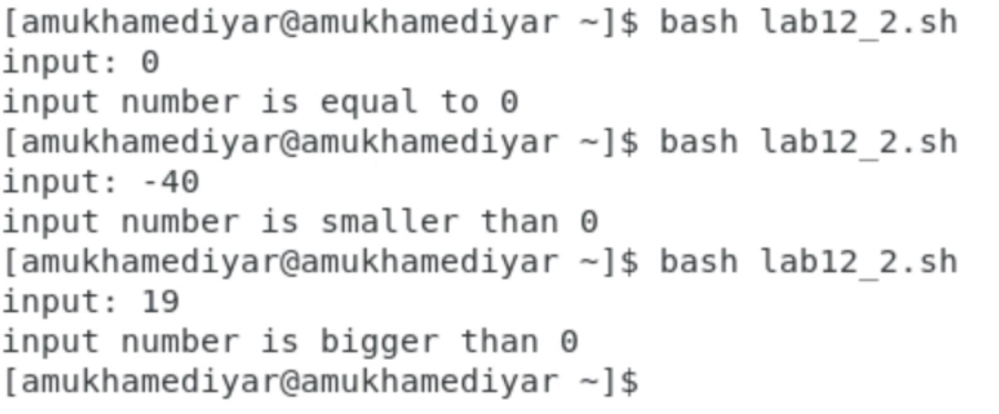 [amukhamediyar@amukhamediyar ~]$ bash lab12_2.sh
input: 0
input number is equal to 0
[amukhamediyar@amukhamediyar ~]$ bash lab12_2.sh
input: -40
input number is smaller than 0
[amukhamediyar@amukhamediyar ~]$ bash lab12_2.sh
input: 19
input number is bigger than 0
[amukhamediyar@amukhamediyar ~]$